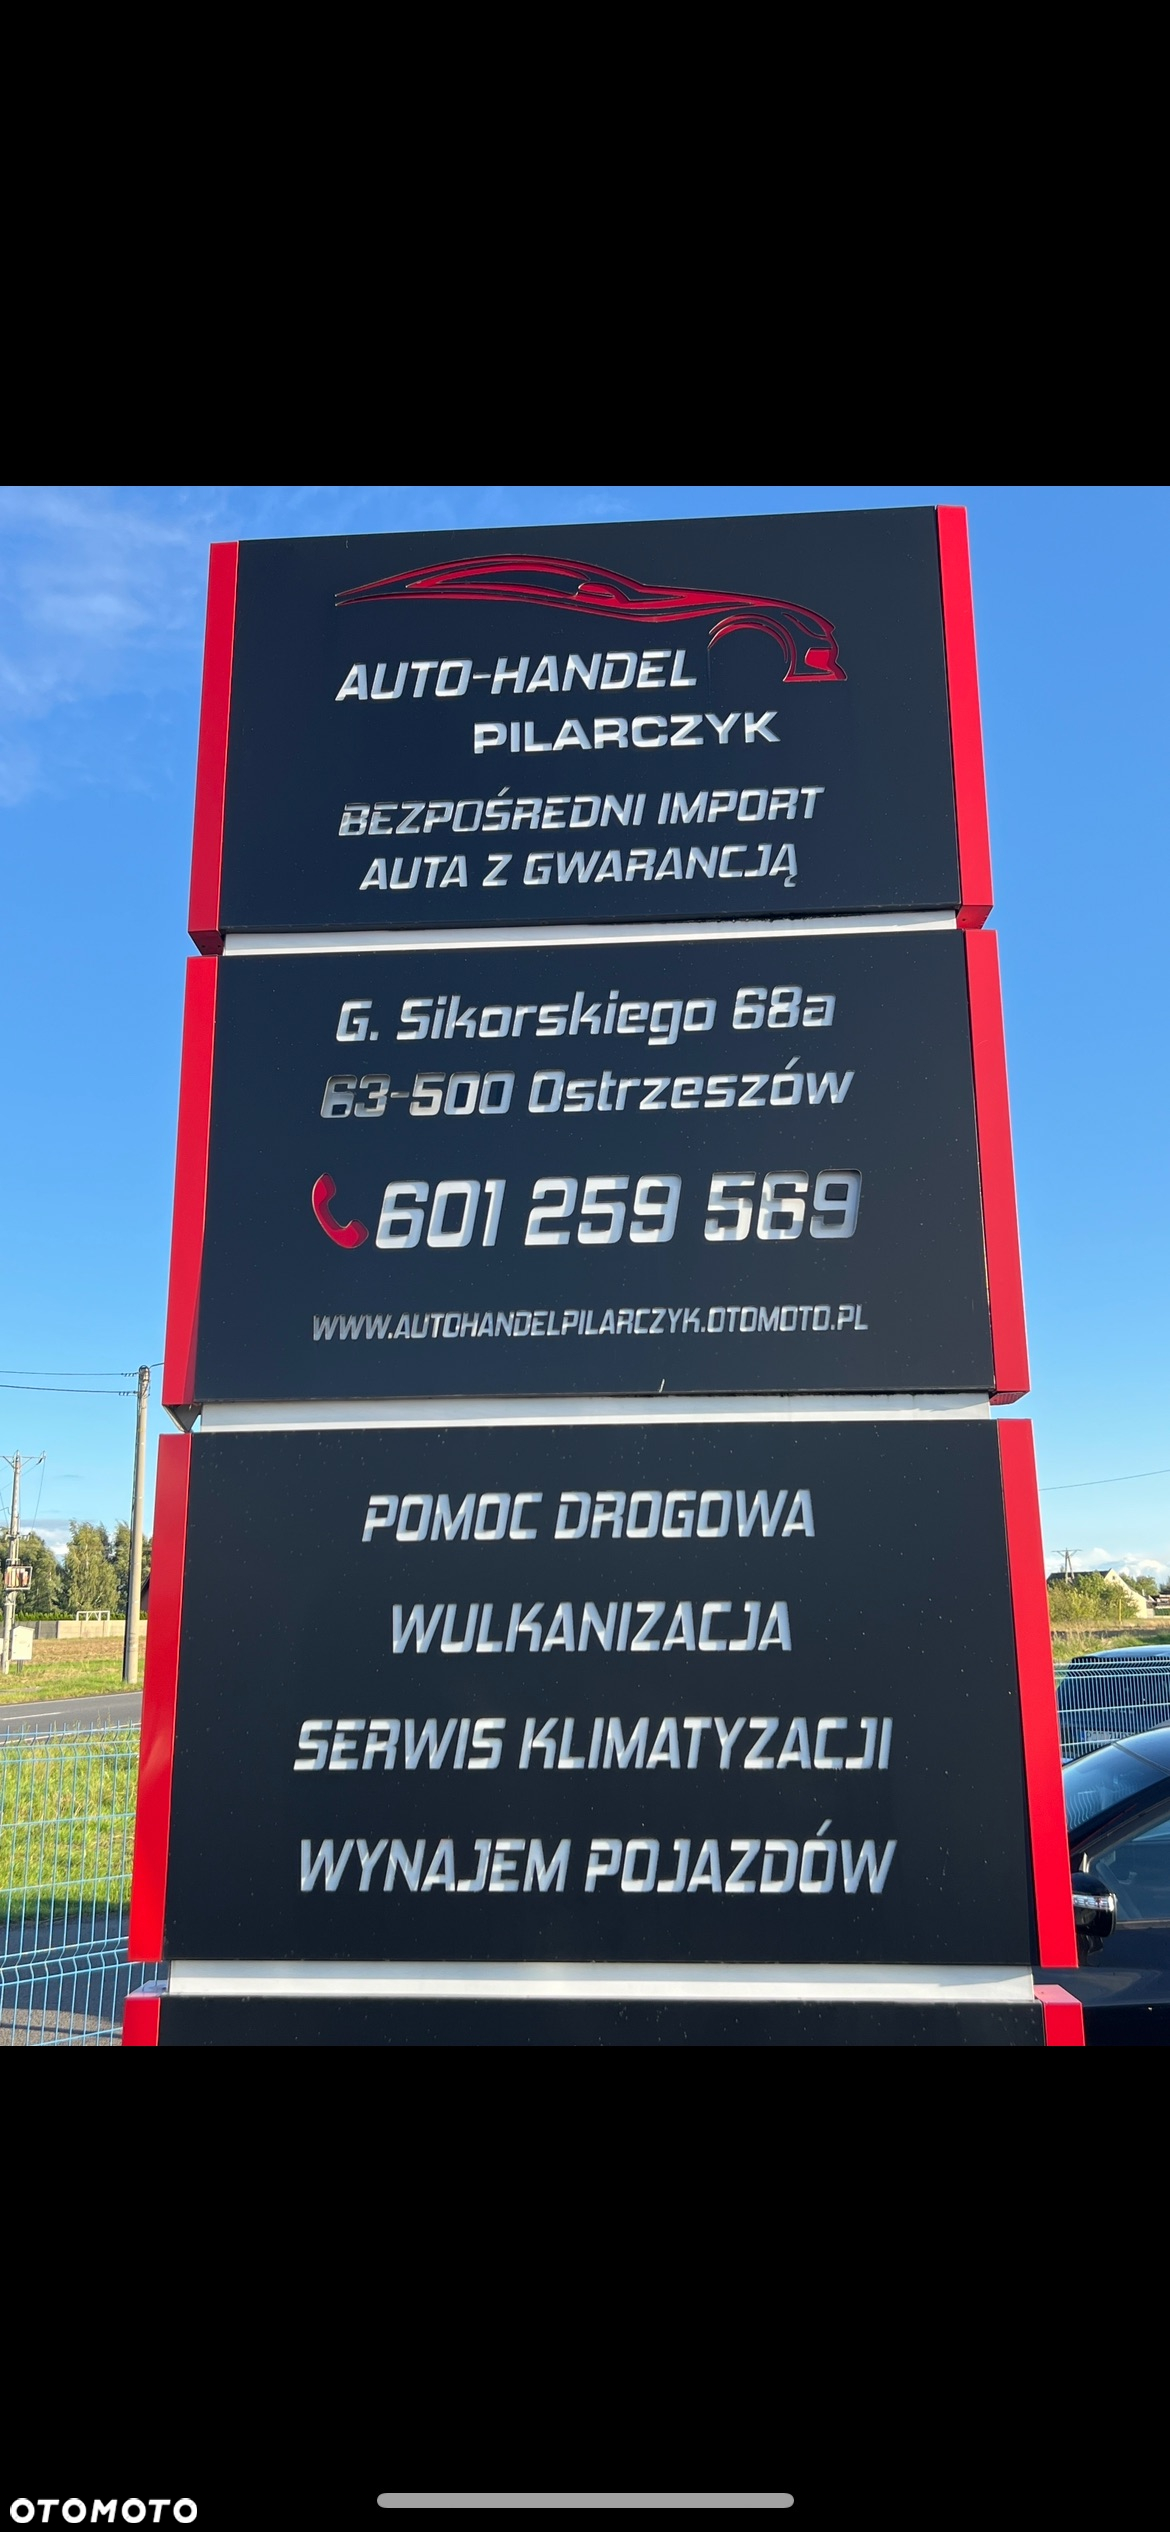 AUTO-HANDEL
PILARCZYK
BEZPOŚREDNI IMPORT
AUTA Z GWARANCJĄ
G. Sikorskiego 68a
63-500 Ostrzeszów
601 259 569
WWW.AUTOHANDELPILARCZYK.OTOMOTO.PL
POMOC DROGOWA
WULKANIZACJA
SERWIS KLIMATYZACJI
WYNAJEM POJAZDÓW
OTOMOTO